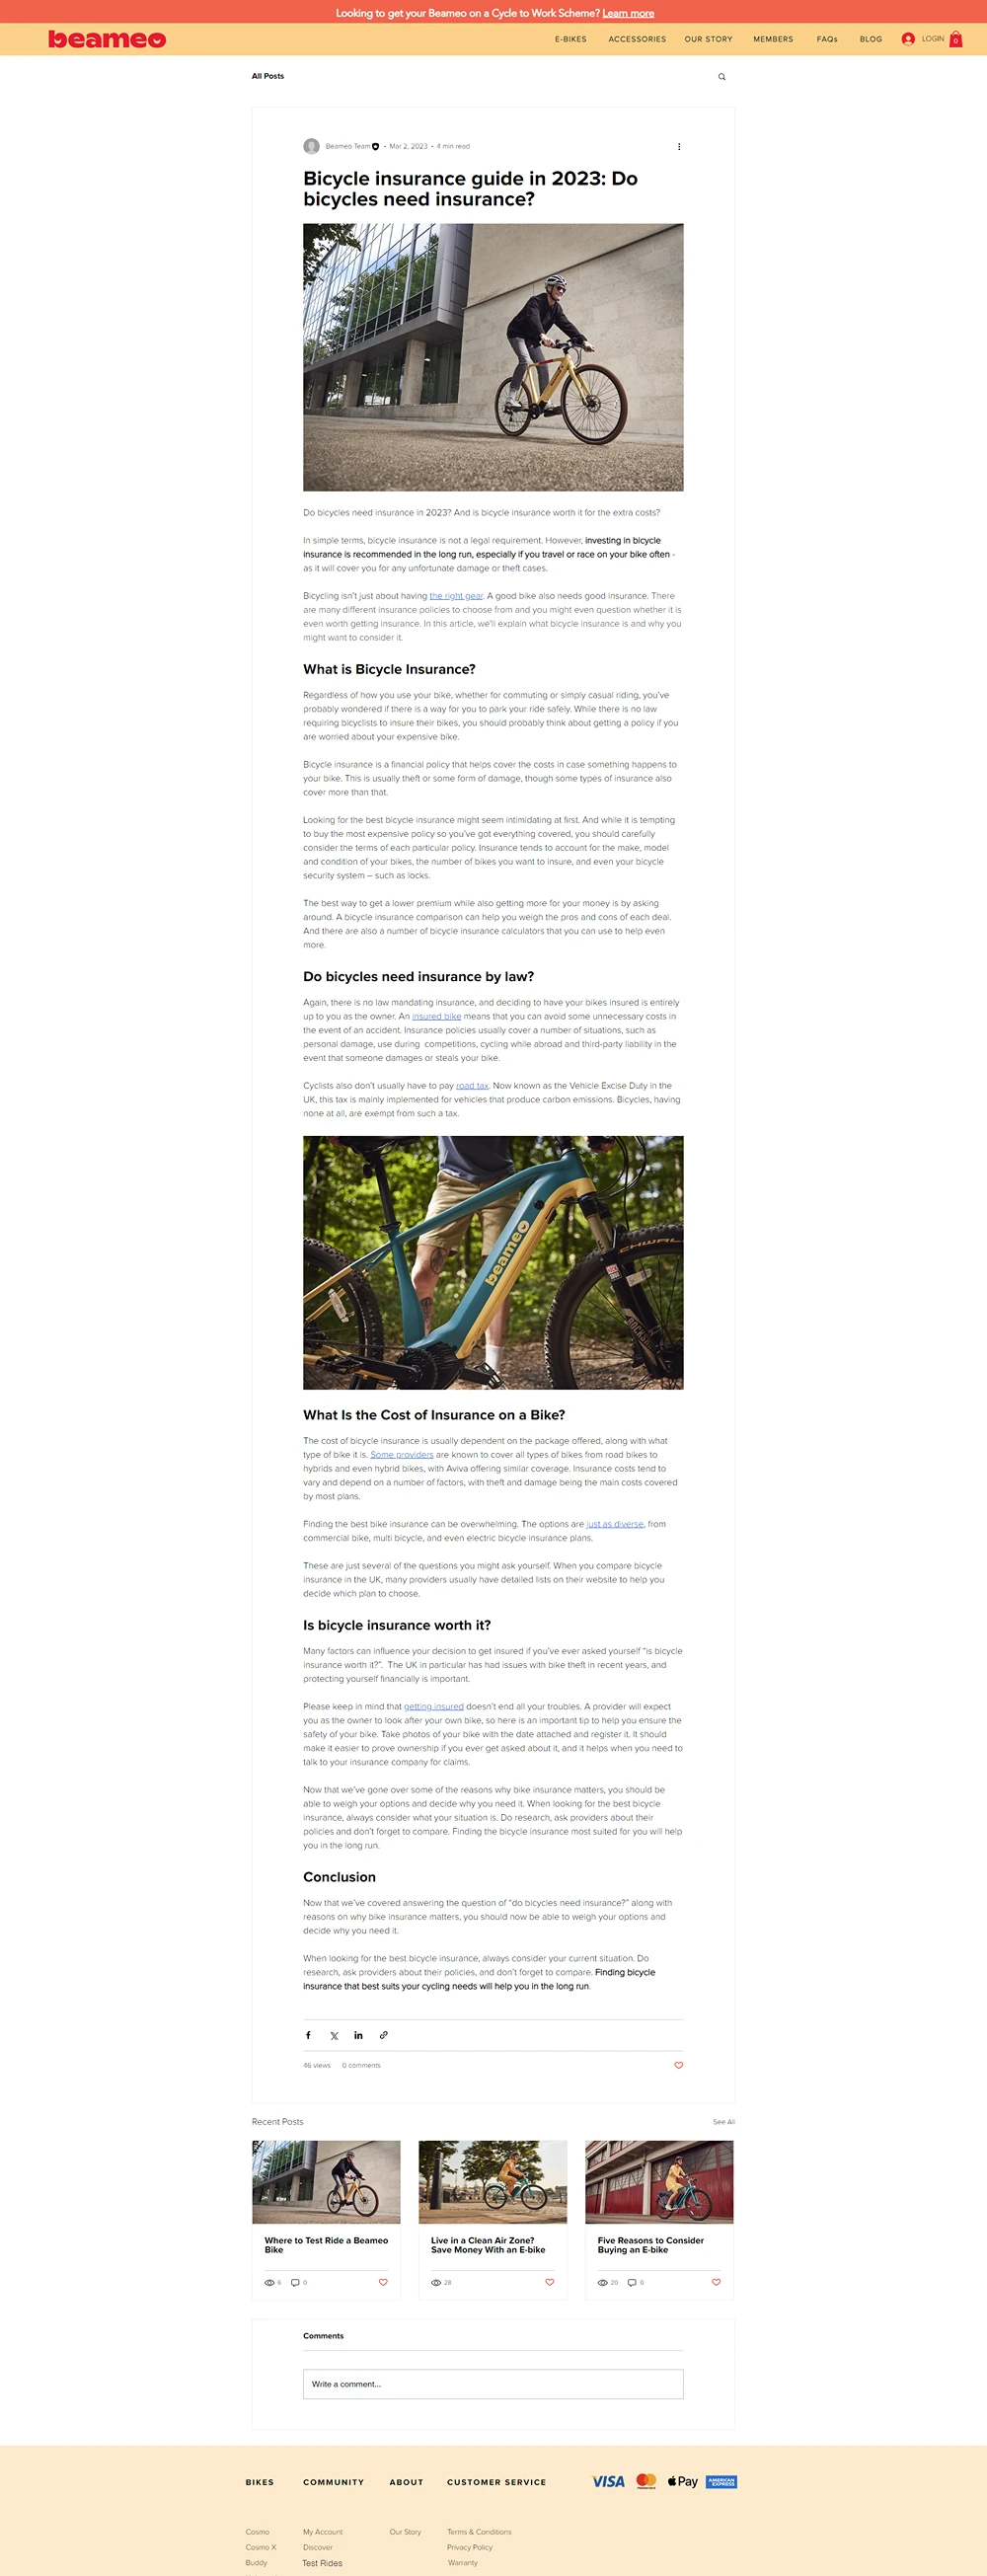 Looking to get your Beameo on a Cycle to Work Scheme? Learn more
beameo
E-BIKES ACCESSORIES OUR STORY MEMBERS FAQs BLOG LOGIN 0
All Posts
Beameo Team • Mar 2, 2023 • 4 min read
Bicycle insurance guide in 2023: Do
bicycles need insurance?
Do bicycles need insurance in 2023? And is bicycle insurance worth it for the extra costs?
In simple terms, bicycle insurance is not a legal requirement. However, investing in bicycle
insurance is recommended in the long run, especially if you travel or race on your bike often -
as it will cover you for any unfortunate damage or theft cases.
Bicycling isn't just about having the right gear. A good bike also needs good insurance. There
are many different insurance policies to choose from and you might even question whether it is
even worth getting insurance. In this article, we'll explain what bicycle insurance is and why you
might want to consider it.
What is Bicycle Insurance?
Regardless of how you use your bike, whether for commuting or simply casual riding, you've
probably wondered if there is a way for you to park your ride safely. While there is no law
requiring bicyclists to insure their bikes, you should probably think about getting a policy if you
are worried about your expensive bike.
Bicycle insurance is a financial policy that helps cover the costs in case something happens to
your bike. This is usually theft or some form of damage, though some types of insurance also
cover more than that.
Looking for the best bicycle insurance might seem intimidating at first. And while it is tempting
to buy the most expensive policy so you've got everything covered, you should carefully
consider the terms of each particular policy. Insurance tends to account for the make, model
and condition of your bikes, the number of bikes you want to insure, and even your bicycle
security system – such as locks.
The best way to get a lower premium while also getting more for your money is by asking
around. A bicycle insurance comparison can help you weigh the pros and cons of each deal.
And there are also a number of bicycle insurance calculators that you can use to help even
more.
Do bicycles need insurance by law?
Again, there is no law mandating insurance, and deciding to have your bikes insured is entirely
up to you as the owner. An insured bike means that you can avoid some unnecessary costs in
the event of an accident. Insurance policies usually cover a number of situations, such as
personal damage, use during competitions, cycling while abroad and third-party liability in the
event that someone damages or steals your bike.
Cyclists also don't usually have to pay road tax. Now known as the Vehicle Excise Duty in the
UK, this tax is mainly implemented for vehicles that produce carbon emissions. Bicycles, having
none at all, are exempt from such a tax.
beameo
What Is the Cost of Insurance on a Bike?
The cost of bicycle insurance is usually dependent on the package offered, along with what
type of bike it is. Some providers are known to cover all types of bikes from road bikes to
hybrids and even hybrid bikes, with Aviva offering similar coverage. Insurance costs tend to
vary and depend on a number of factors, with theft and damage being the main costs covered
by most plans.
Finding the best bike insurance can be overwhelming. The options are just as diverse, from
commercial bike, multi bicycle, and even electric bicycle insurance plans.
These are just several of the questions you might ask yourself. When you compare bicycle
insurance in the UK, many providers usually have detailed lists on their website to help you
decide which plan to choose.
Is bicycle insurance worth it?
Many factors can influence your decision to get insured if you've ever asked yourself "is bicycle
insurance worth it?". The UK in particular has had issues with bike theft in recent years, and
protecting yourself financially is important.
Please keep in mind that getting insured doesn't end all your troubles. A provider will expect
you as the owner to look after your own bike, so here is an important tip to help you ensure the
safety of your bike. Take photos of your bike with the date attached and register it. It should
make it easier to prove ownership if you ever get asked about it, and it helps when you need to
talk to your insurance company for claims.
Now that we've gone over some of the reasons why bike insurance matters, you should be
able to weigh your options and decide why you need it. When looking for the best bicycle
insurance, always consider what your situation is. Do research, ask providers about their
policies and don't forget to compare. Finding the bicycle insurance most suited for you will help
you in the long run.
Conclusion
Now that we've covered answering the question of "do bicycles need insurance?" along with
reasons on why bike insurance matters, you should now be able to weigh your options and
decide why you need it.
When looking for the best bicycle insurance, always consider your current situation. Do
research, ask providers about their policies, and don't forget to compare. Finding bicycle
insurance that best suits your cycling needs will help you in the long run.
46 views 0 comments
Recent Posts See All
Where to Test Ride a Beameo
Bike
6 0
Live in a Clean Air Zone?
Save Money With an E-bike
28
Five Reasons to Consider
Buying an E-bike
20 0
Comments
Write a comment...
BIKES COMMUNITY ABOUT CUSTOMER SERVICE VISA Pay AMERICAN EXPRESS
Cosmo My Account Our Story Terms & Conditions
Cosmo X Discover Privacy Policy
Buddy Test Rides Warranty